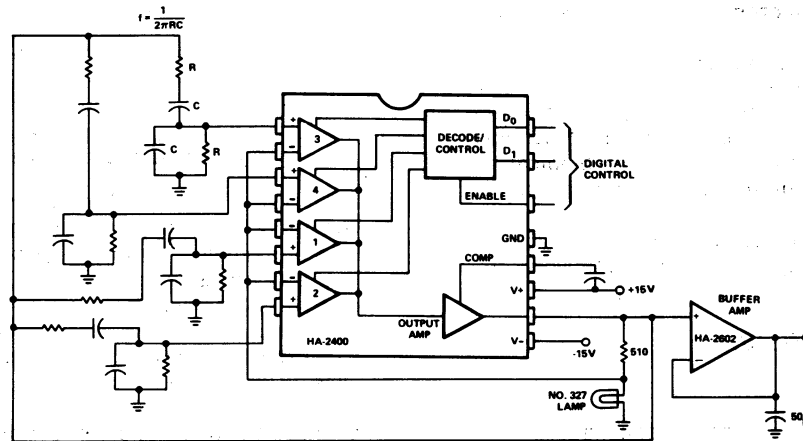 f = 1
2πRC
R
C
C
R
+
−
3
+
−
4
−
+
1
−
+
2
DECODE/
CONTROL
D0
D1
ENABLE
DIGITAL
CONTROL
GND
COMP
V+
+15V
OUTPUT
AMP
HA-2400
V−
-15V
510
NO. 327
LAMP
BUFFER
AMP
+
HA-2602
−
50